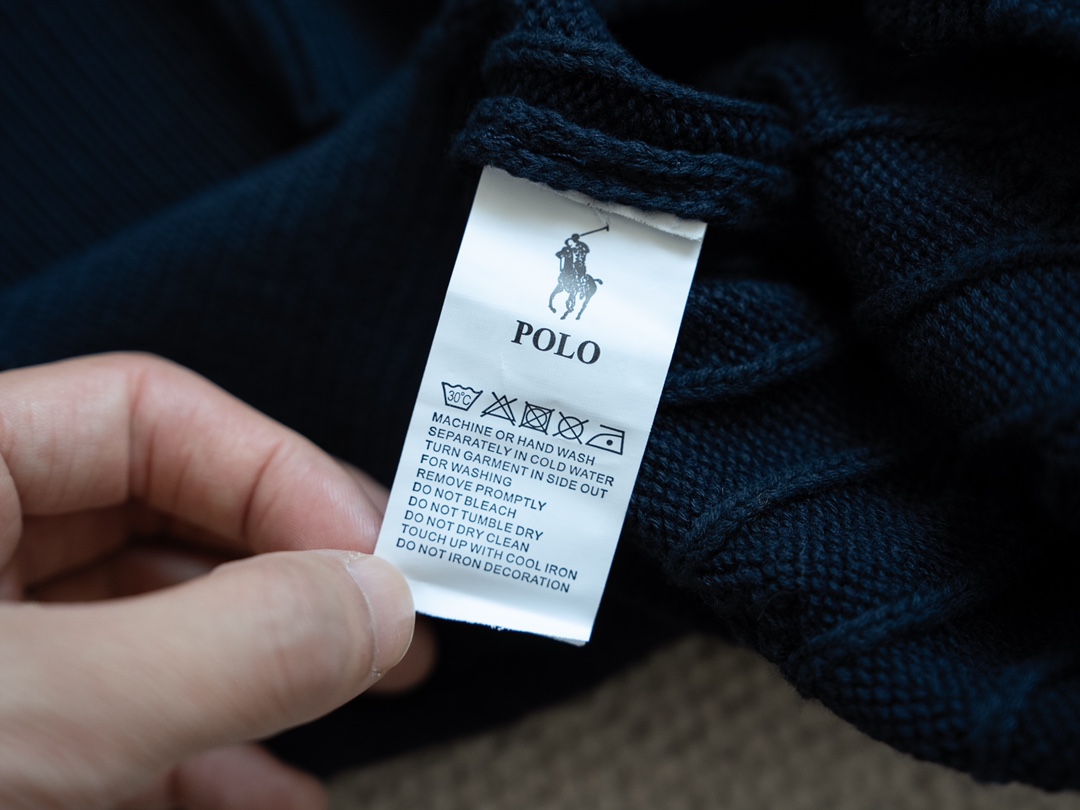 POLO
30°C
MACHINE OR HAND WASH
SEPARATELY IN COLD WATER
TURN GARMENT IN SIDE OUT
FOR WASHING
REMOVE PROMPTLY
DO NOT BLEACH
DO NOT TUMBLE DRY
DO NOT DRY CLEAN
TOUCH UP WITH COOL IRON
DO NOT IRON DECORATION